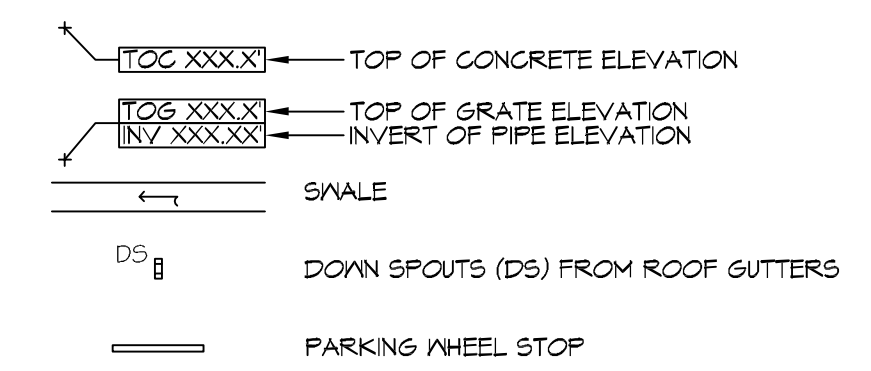 TOC XXX.X' TOP OF CONCRETE ELEVATION
TOG XXX.X' TOP OF GRATE ELEVATION
INV XXX.XX' INVERT OF PIPE ELEVATION
SWALE
DS DOWN SPOUTS (DS) FROM ROOF GUTTERS
PARKING WHEEL STOP